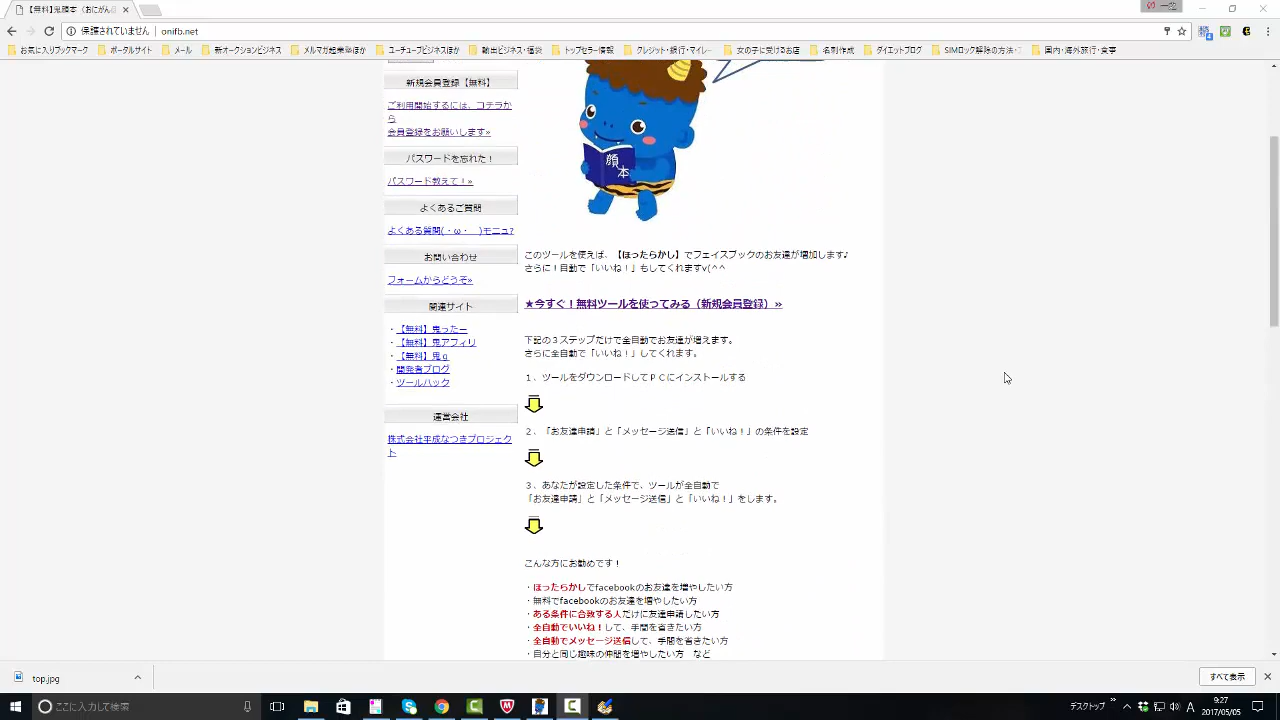 【無料】鬼顔本（おにがん
保護されていません
onifb.net
お気に入りブックマーク
ポータルサイト
メール
新オークションビジネス
メルマガ起業塾ほか
ユーチューブビジネスほか
輸出ビジネス・福袋
トップセラー情報
クレジット・銀行・マイレ‐
女の子に受けるお店
名刺作成
ダイエットブログ
SIMロック解除の方法・
国内・海外旅行・食事
新規会員登録【無料】
ご利用開始するには、コチラか
ら
会員登録をお願いします»
パスワードを忘れた！
パスワード教えて！»
よくあるご質問
よくある質問(・ω・　)モニュ?
お問い合わせ
フォームからどうぞ»
関連サイト
・【無料】鬼ったー
・【無料】鬼アフィリ
・【無料】鬼ｇ
・開発者ブログ
・ツールハック
運営会社
株式会社平成なつきプロジェク
ト
顔
本
このツールを使えば、【ほったらかし】でフェイスブックのお友達が増加します♪
さらに！自動で「いいね！」もしてくれますv(^^
★今すぐ！無料ツールを使ってみる（新規会員登録）»
下記の３ステップだけで全自動でお友達が増えます。
さらに全自動で「いいね！」してくれます。
１、ツールをダウンロードしてＰＣにインストールする
２、「お友達申請」と「メッセージ送信」と「いいね！」の条件を設定
３、あなたが設定した条件で、ツールが全自動で
「お友達申請」と「メッセージ送信」と「いいね！」をします。
こんな方にお勧めです！
・ほったらかしでfacebookのお友達を増やしたい方
・無料でfacebookのお友達を増やしたい方
・ある条件に合致する人だけに友達申請したい方
・全自動でいいね！して、手間を省きたい方
・全自動でメッセージ送信して、手間を省きたい方
・自分と同じ趣味の仲間を増やしたい方　など
top.jpg
すべて表示
ここに入力して検索
デスクトップ
A
9:27
2017/05/05